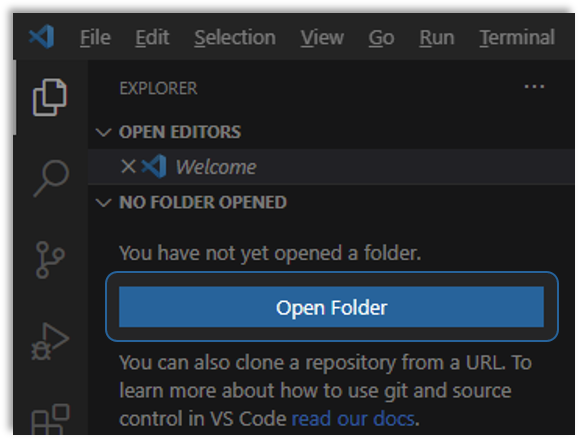 File Edit Selection View Go Run Terminal
EXPLORER ...
OPEN EDITORS
Welcome
NO FOLDER OPENED
You have not yet opened a folder.
Open Folder
You can also clone a repository from a URL. To
learn more about how to use git and source
control in VS Code read our docs.